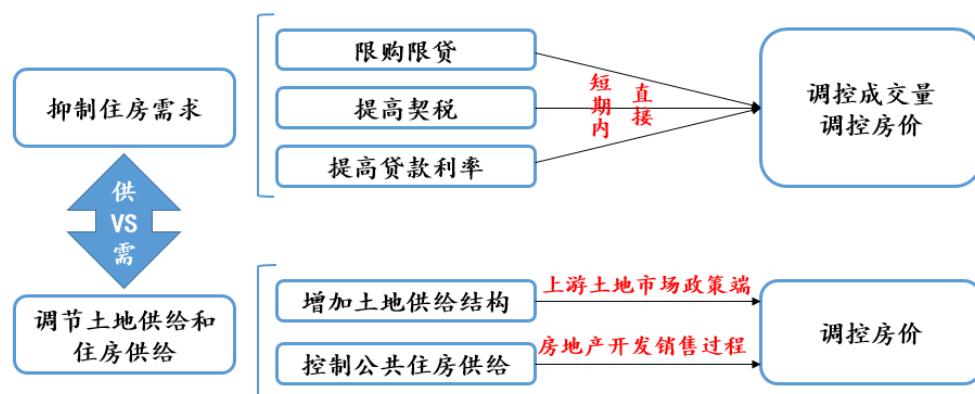 抑制住房需求
供
VS
需
调节土地供给和
住房供给
限购限贷
提高契税
提高贷款利率
短期内
直接
调控成交量
调控房价
增加土地供给结构
控制公共住房供给
上游土地市场政策端
房地产开发销售过程
调控房价